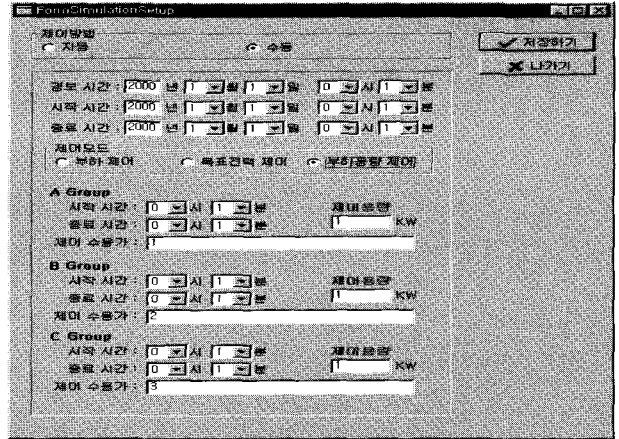 FormSimulationSetup
제어방법
자동 수동
저장하기
나가기
경보 시간 : 2000 년 1 월 1 일 0 시 1 분
시작 시간 : 2000 년 1 월 1 일 0 시 1 분
종료 시간 : 2000 년 1 월 1 일 0 시 1 분
제어모드
부하 제어 목표전력 제어 부하용량 제어
A Group
시작 시간 : 0 시 1 분 제어용량
종료 시간 : 0 시 1 분 1 KW
제어 수용가 : 1
B Group
시작 시간 : 0 시 1 분 제어용량
종료 시간 : 0 시 1 분 1 KW
제어 수용가 : 2
C Group
시작 시간 : 0 시 1 분 제어용량
종료 시간 : 0 시 1 분 1 KW
제어 수용가 : 3